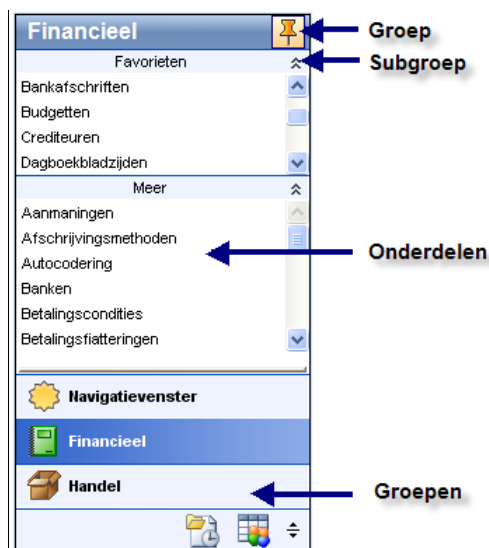 Financieel
Groep
Favorieten
Subgroep
Bankafschriften
Budgetten
Crediteuren
Dagboekbladzijden
Meer
Aanmaningen
Afschrijvingsmethoden
Onderdelen
Autocodering
Banken
Betalingscondities
Betalingsfiatteringen
Navigatievenster
Financieel
Handel
Groepen